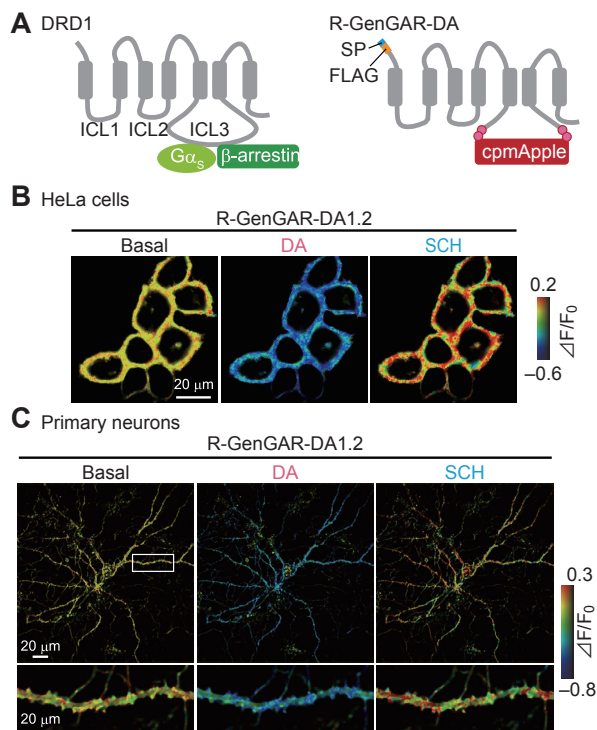 A
DRD1
R-GenGAR-DA
SP
FLAG
ICL1 ICL2 ICL3
Gαs β-arrestin
cpmApple
B HeLa cells
R-GenGAR-DA1.2
Basal DA SCH
20 μm
0.2
⊿F/F0
–0.6
C Primary neurons
R-GenGAR-DA1.2
Basal DA SCH
20 μm
20 μm
0.3
⊿F/F0
–0.8